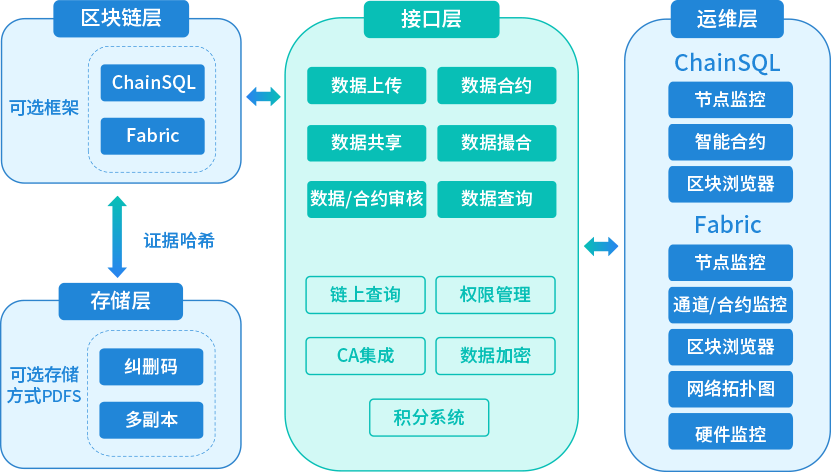 区块链层
可选框架
ChainSQL
Fabric
证据哈希
存储层
可选存储
方式PDFS
纠删码
多副本
接口层
数据上传
数据合约
数据共享
数据撮合
数据/合约审核
数据查询
链上查询
权限管理
CA集成
数据加密
积分系统
运维层
ChainSQL
节点监控
智能合约
区块浏览器
Fabric
节点监控
通道/合约监控
区块浏览器
网络拓扑图
硬件监控